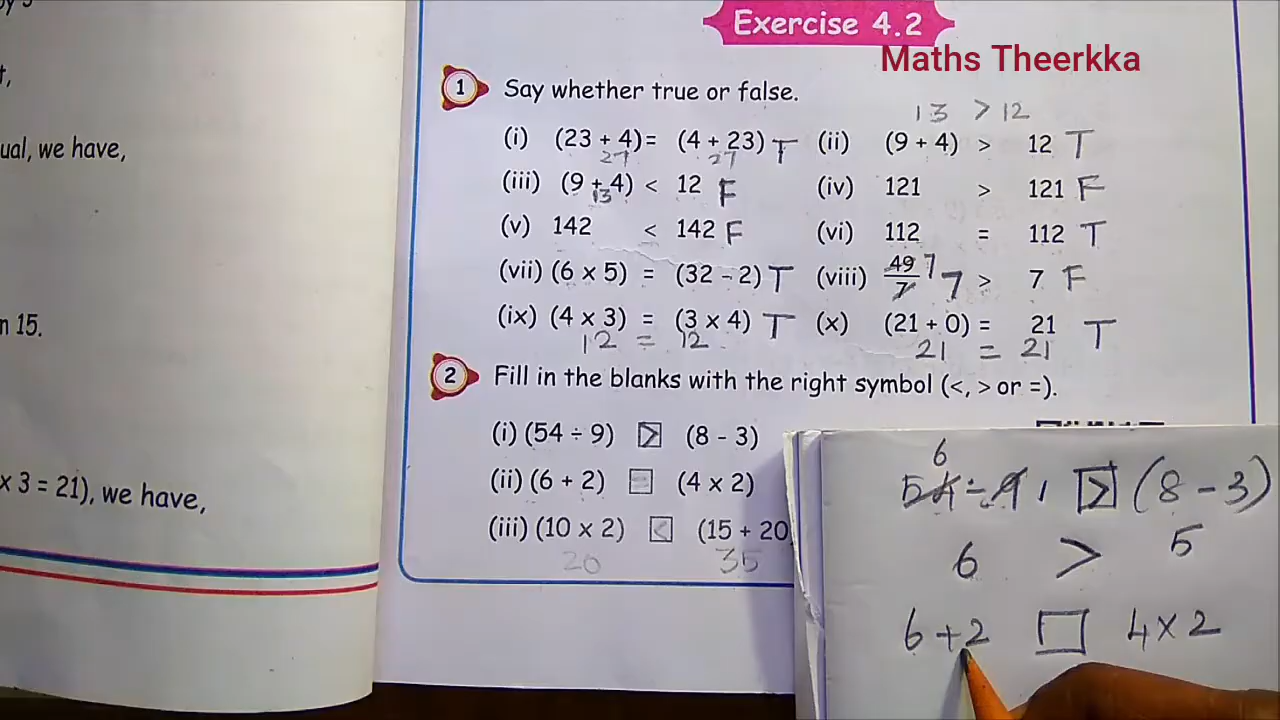 t,
ual, we have,
n 15.
x 3 = 21), we have,
Exercise 4.2
Maths Theerkka
1 Say whether true or false.
13 > 12
(i) (23 + 4) = (4 + 23) T (ii) (9 + 4) > 12 T
27 27
(iii) (9 + 4) < 12 F (iv) 121 > 121 F
13
(v) 142 < 142 F (vi) 112 = 112 T
(vii) (6 x 5) = (32 - 2) T (viii) 49/7 7 7 > 7 F
(ix) (4 x 3) = (3 x 4) T (x) (21 + 0) = 21 T
12 = 12 21 = 21
2 Fill in the blanks with the right symbol (<, > or =).
(i) (54 ÷ 9) > (8 - 3)
(ii) (6 + 2) = (4 x 2)
(iii) (10 x 2) < (15 + 20
20 35
6
54 ÷ 9 1 > (8 - 3)
6 > 5
6 + 2 □ 4 x 2